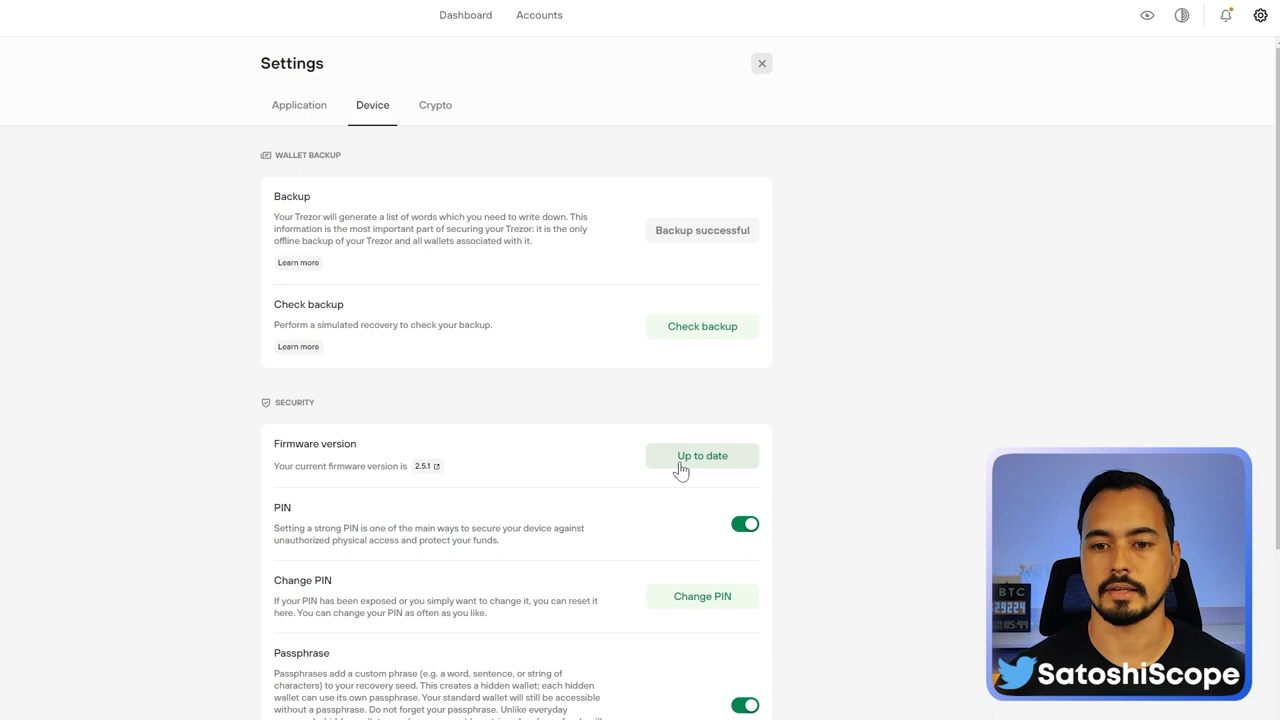 Dashboard
Accounts
Settings
Application
Device
Crypto
WALLET BACKUP
Backup
Your Trezor will generate a list of words which you need to write down. This
information is the most important part of securing your Trezor: it is the only
offline backup of your Trezor and all wallets associated with it.
Backup successful
Learn more
Check backup
Perform a simulated recovery to check your backup.
Check backup
Learn more
SECURITY
Firmware version
Your current firmware version is 2.5.1
Up to date
PIN
Setting a strong PIN is one of the main ways to secure your device against
unauthorized physical access and protect your funds.
Change PIN
If your PIN has been exposed or you simply want to change it, you can reset it
here. You can change your PIN as often as you like.
Change PIN
Passphrase
Passphrases add a custom phrase (e.g. a word, sentence, or string of
characters) to your recovery seed. This creates a hidden wallet; each hidden
wallet can use its own passphrase. Your standard wallet will still be accessible
without a passphrase. Do not forget your passphrase. Unlike everyday
BTC
29224
SatoshiScope